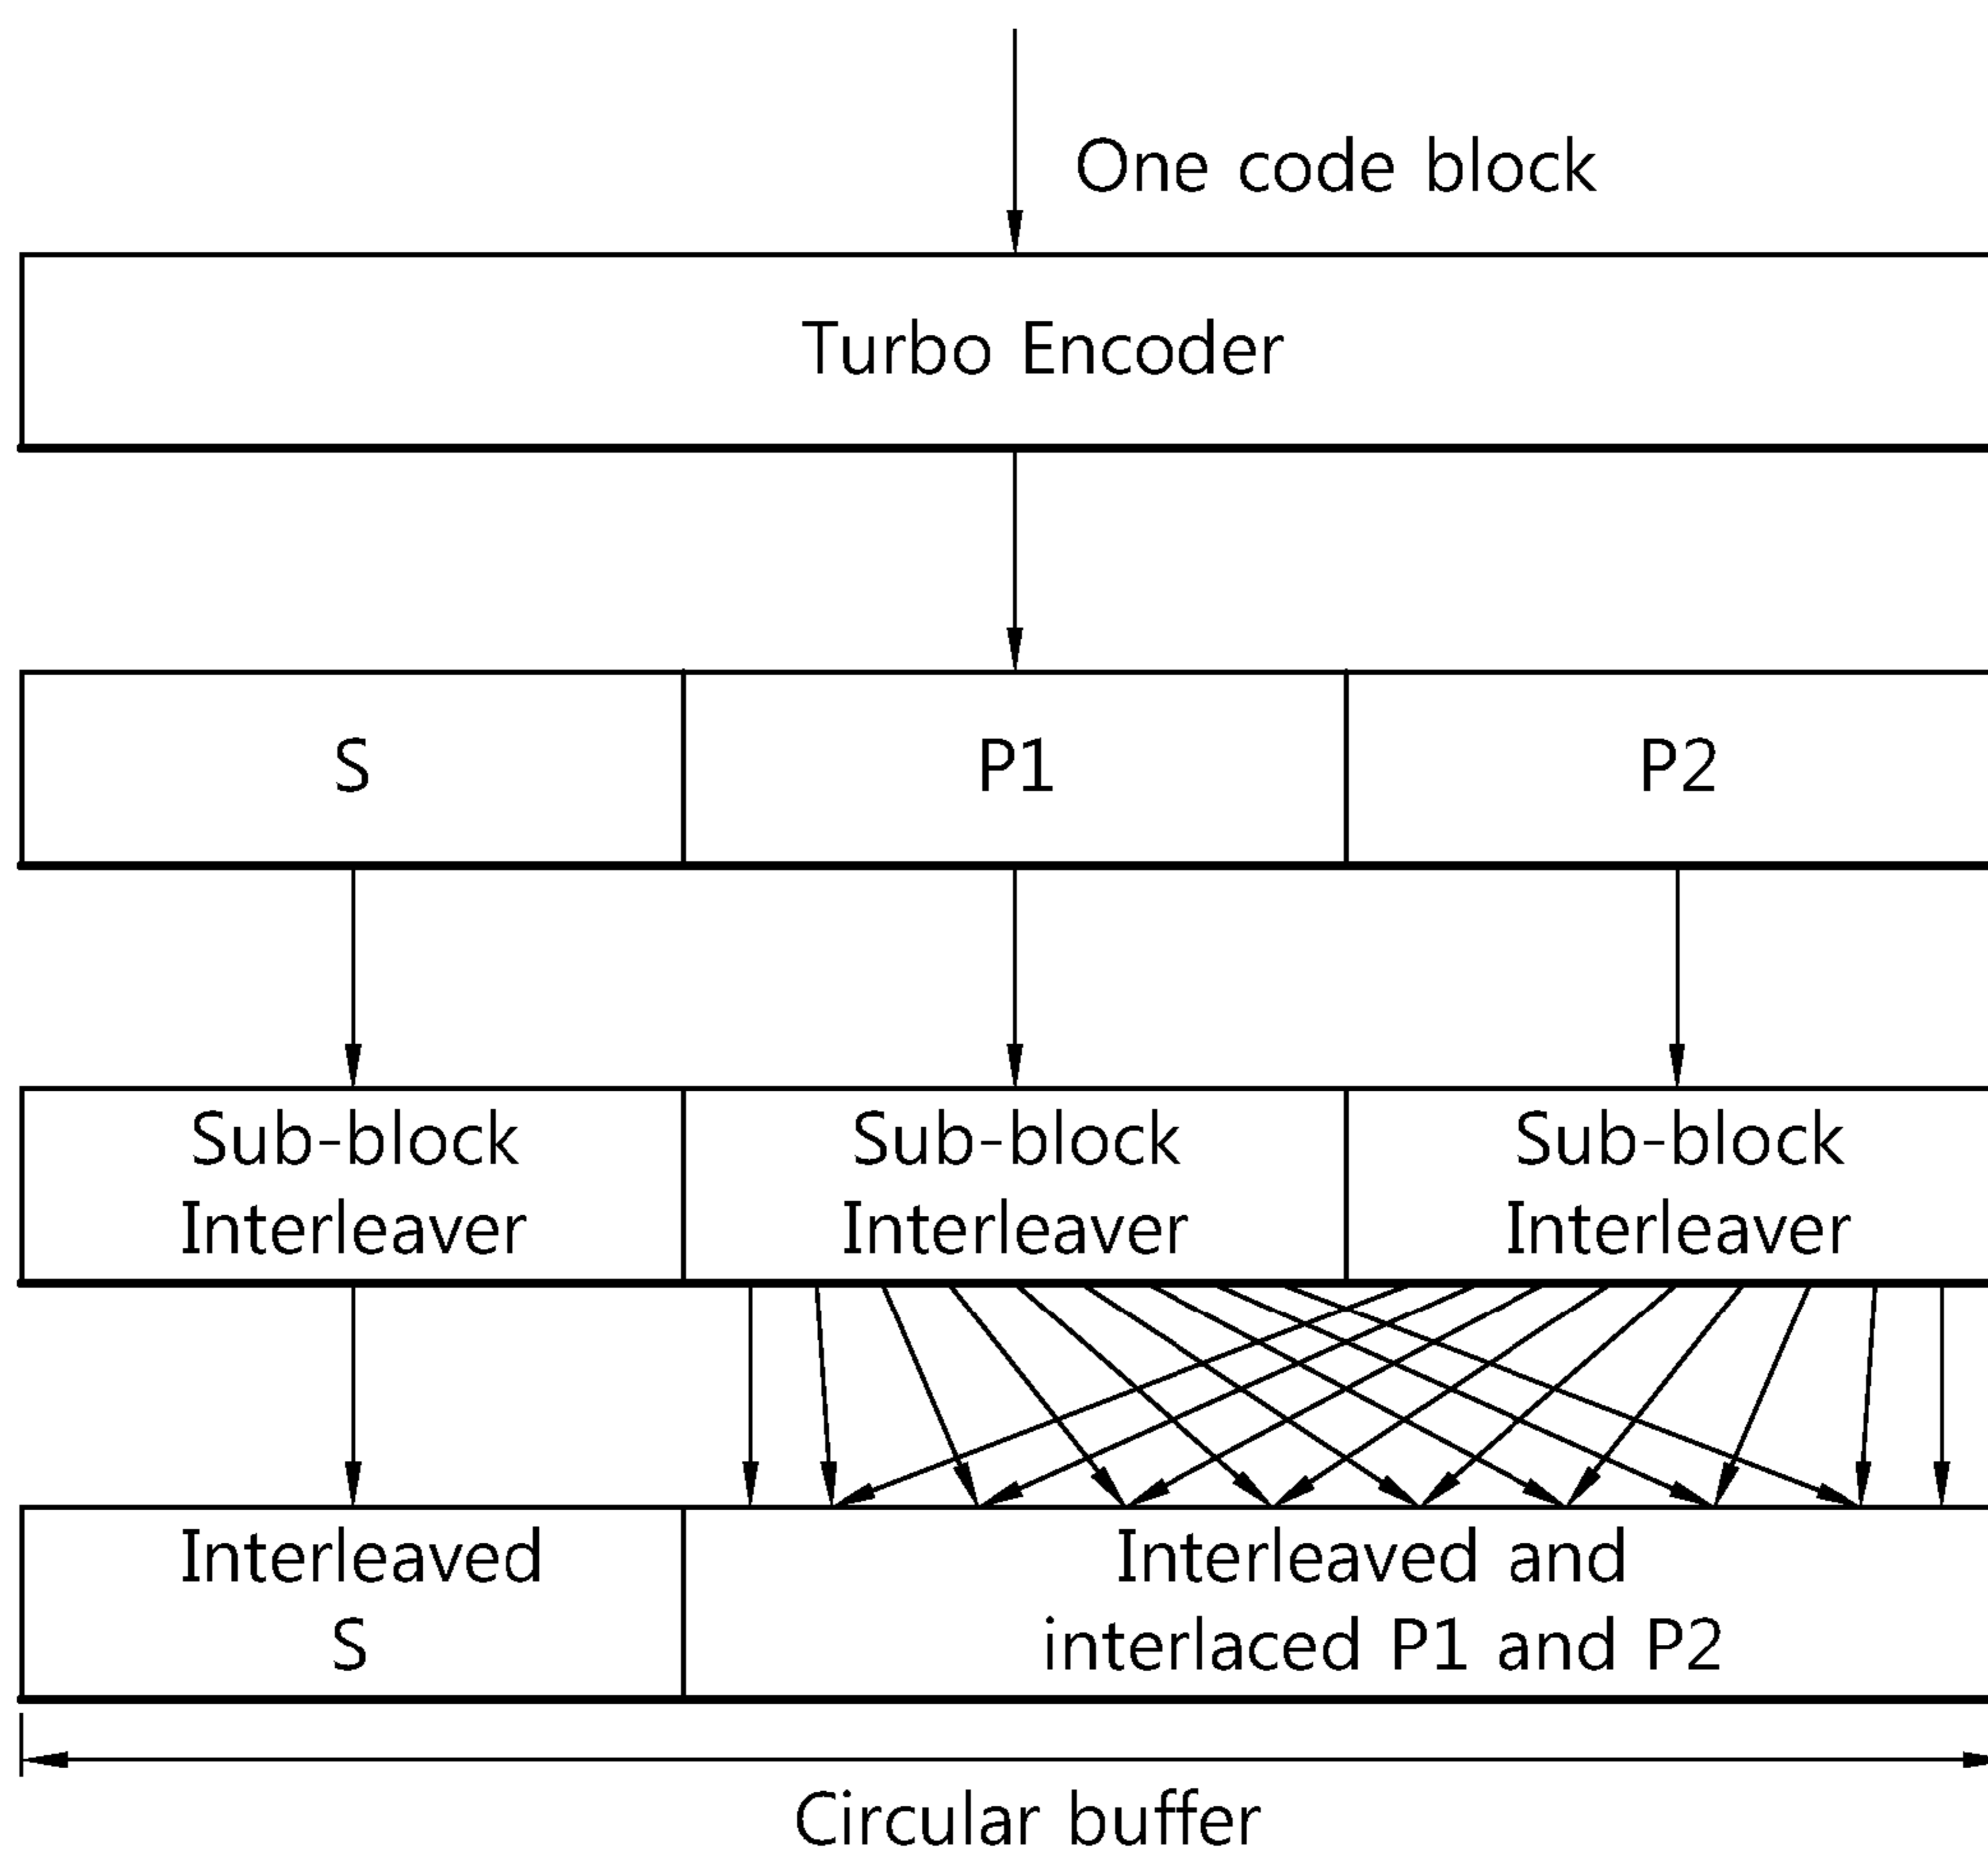 One code block
Turbo Encoder
S
P1
P2
Sub-block
Interleaver
Sub-block
Interleaver
Sub-block
Interleaver
Interleaved
S
Interleaved and
interlaced P1 and P2
Circular buffer